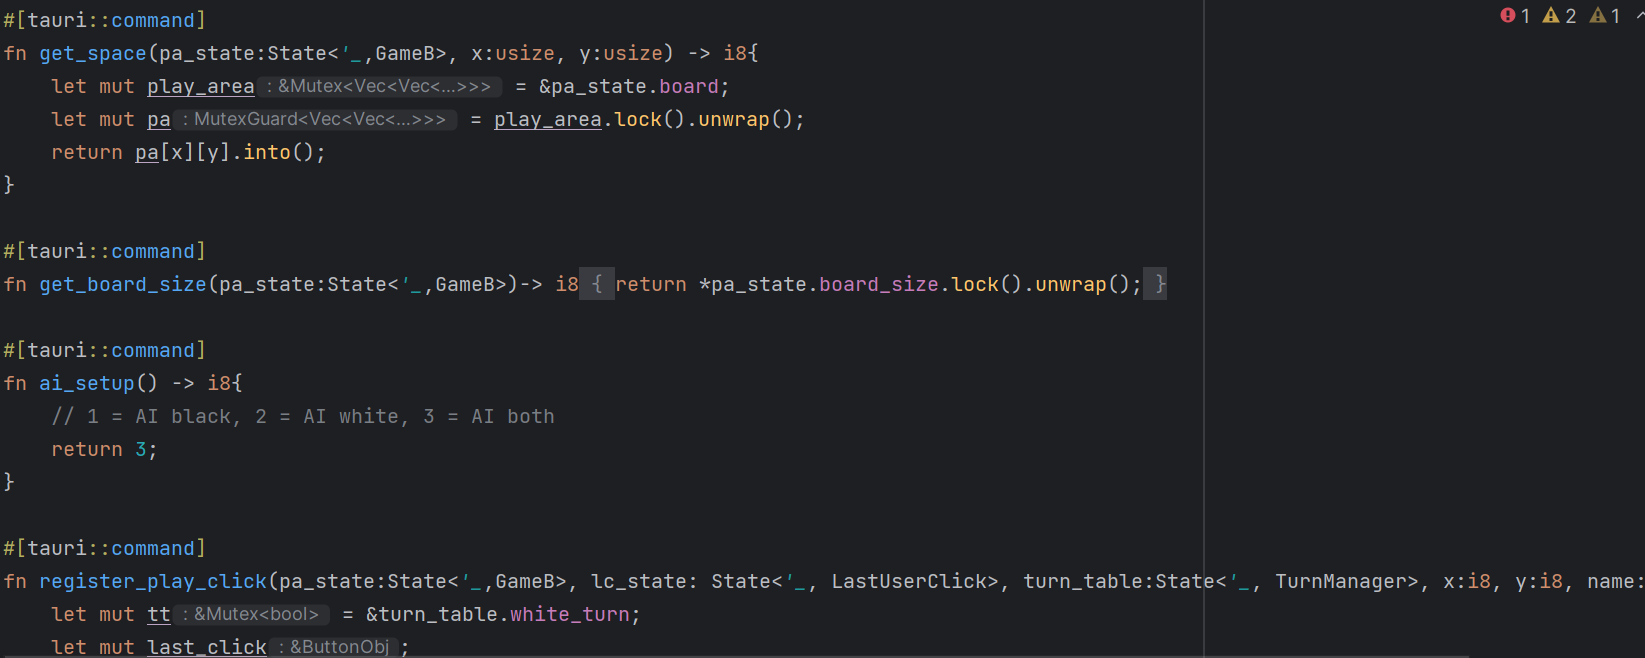 #[tauri::command]
fn get_space(pa_state:State<'_,GameB>, x:usize, y:usize) -> i8{
    let mut play_area : &Mutex<Vec<Vec<...>>> = &pa_state.board;
    let mut pa : MutexGuard<Vec<Vec<...>>> = play_area.lock().unwrap();
    return pa[x][y].into();
}
#[tauri::command]
fn get_board_size(pa_state:State<'_,GameB>)-> i8 { return *pa_state.board_size.lock().unwrap(); }
#[tauri::command]
fn ai_setup() -> i8{
    // 1 = AI black, 2 = AI white, 3 = AI both
    return 3;
}
#[tauri::command]
fn register_play_click(pa_state:State<'_,GameB>, lc_state: State<'_, LastUserClick>, turn_table:State<'_, TurnManager>, x:i8, y:i8, name:
    let mut tt : &Mutex<bool> = &turn_table.white_turn;
    let mut last_click : &ButtonObj ;
1 2 1